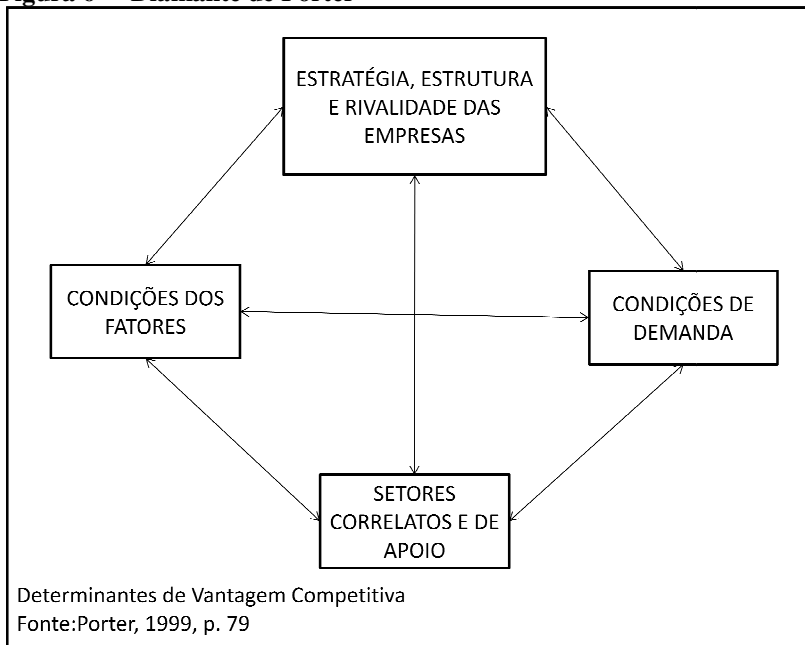 ESTRATÉGIA, ESTRUTURA
E RIVALIDADE DAS
EMPRESAS
CONDIÇÕES DOS
FATORES
CONDIÇÕES DE
DEMANDA
SETORES
CORRELATOS E DE
APOIO
Determinantes de Vantagem Competitiva
Fonte:Porter, 1999, p. 79